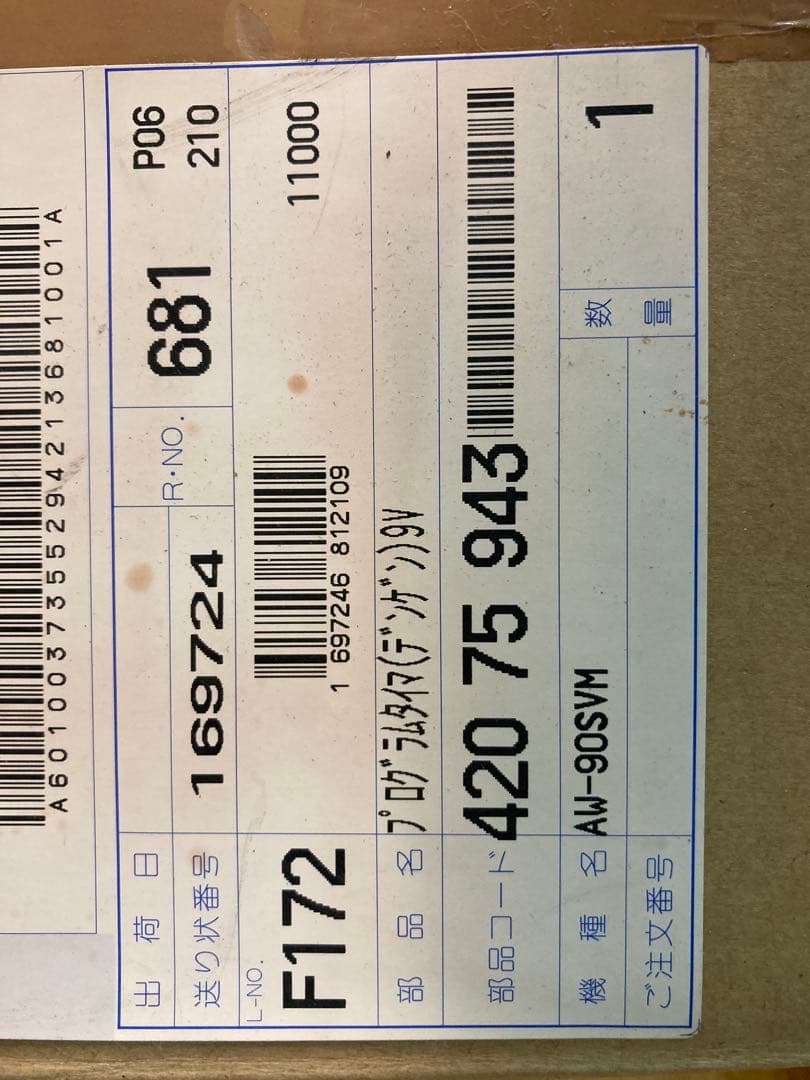 A601003735529421368 10001A
出荷日
P06
送り状番号
169724
R・NO.
681
210
L-NO.
F172
1 697246 812109
11000
部品名
ﾌﾟﾛｸﾞﾗﾑﾀｲﾏ(ﾃﾞﾝｹﾞﾝ)9V
部品コード
420 75 943
機種名
AW-90SVM
数量
1
ご注文番号